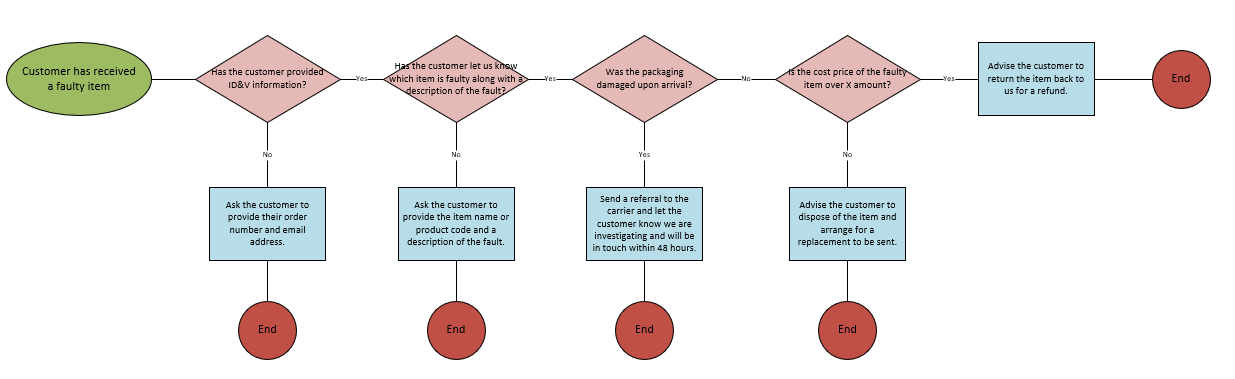 Customer has received
a faulty item
Has the customer provided
ID&V information?
Yes
Has the customer let us know
which item is faulty along with a
description of the fault?
Yes
Was the packaging
damaged upon arrival?
No
Is the cost price of the faulty
item over X amount?
Yes
Advise the customer to
return the item back to
us for a refund.
End
No
No
Yes
No
Ask the customer to
provide their order
number and email
address.
Ask the customer to
provide the item name or
product code and a
description of the fault.
Send a referral to the
carrier and let the
customer know we are
investigating and will be
in touch within 48 hours.
Advise the customer to
dispose of the item and
arrange for a
replacement to be sent.
End
End
End
End